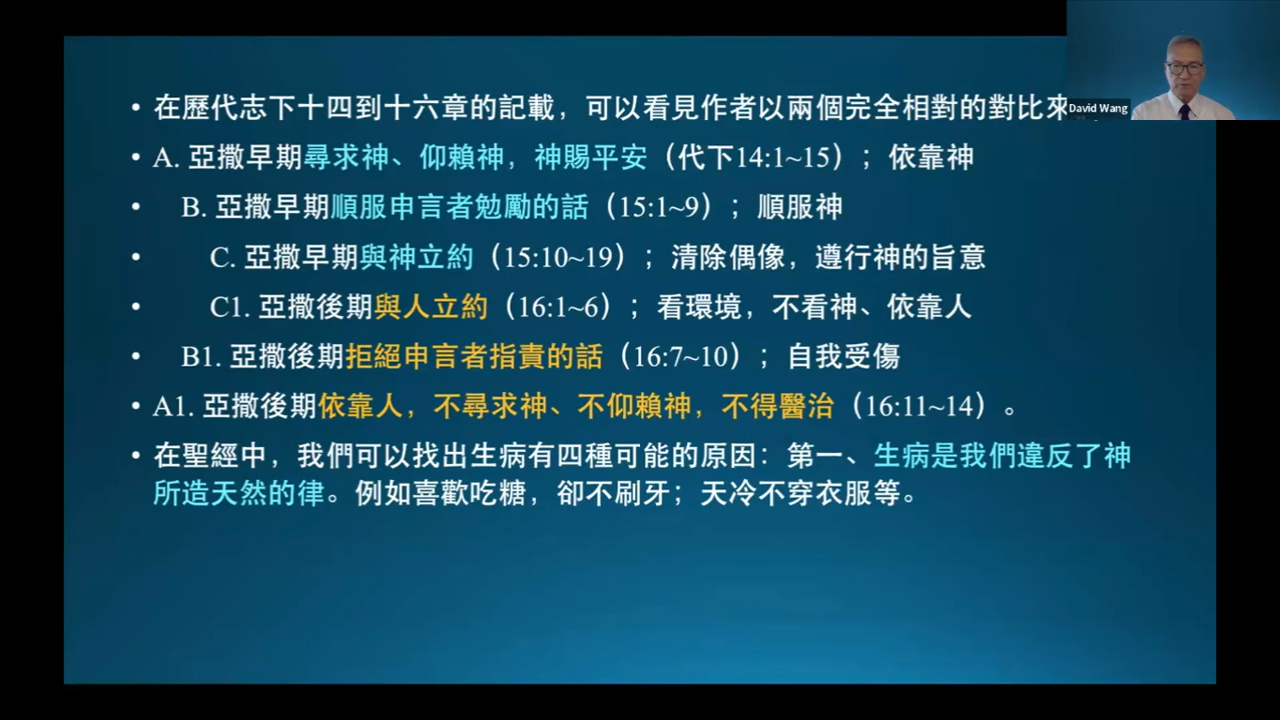 • 在歷代志下十四到十六章的記載，可以看見作者以兩個完全相對的對比來
David Wang
• A. 亞撒早期尋求神、仰賴神，神賜平安（代下14:1~15）；依靠神
• B. 亞撒早期順服申言者勉勵的話（15:1~9）；順服神
• C. 亞撒早期與神立約（15:10~19）；清除偶像，遵行神的旨意
• C1. 亞撒後期與人立約（16:1~6）；看環境，不看神、依靠人
• B1. 亞撒後期拒絕申言者指責的話（16:7~10）；自我受傷
• A1. 亞撒後期依靠人，不尋求神、不仰賴神，不得醫治（16:11~14）。
• 在聖經中，我們可以找出生病有四種可能的原因：第一、生病是我們違反了神
所造天然的律。例如喜歡吃糖，卻不刷牙；天冷不穿衣服等。